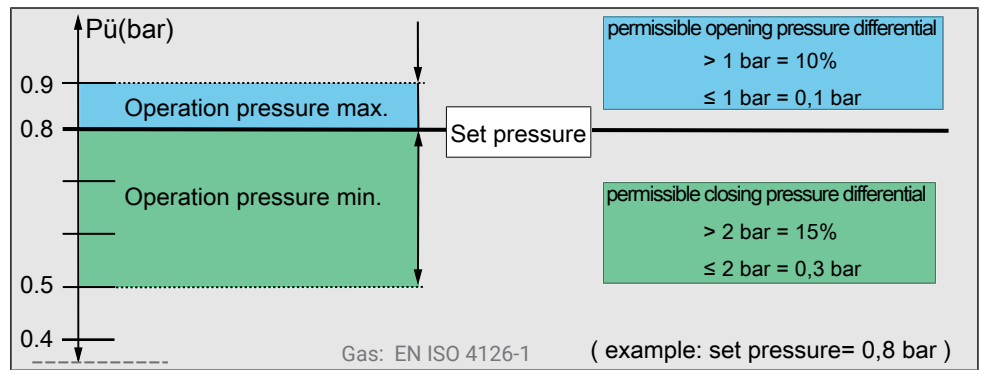 Pü(bar)
permissible opening pressure differential
> 1 bar = 10%
≤ 1 bar = 0,1 bar
0.9
Operation pressure max.
0.8
Set pressure
Operation pressure min.
permissible closing pressure differential
> 2 bar = 15%
≤ 2 bar = 0,3 bar
0.5
0.4
Gas: EN ISO 4126-1
( example: set pressure= 0,8 bar )